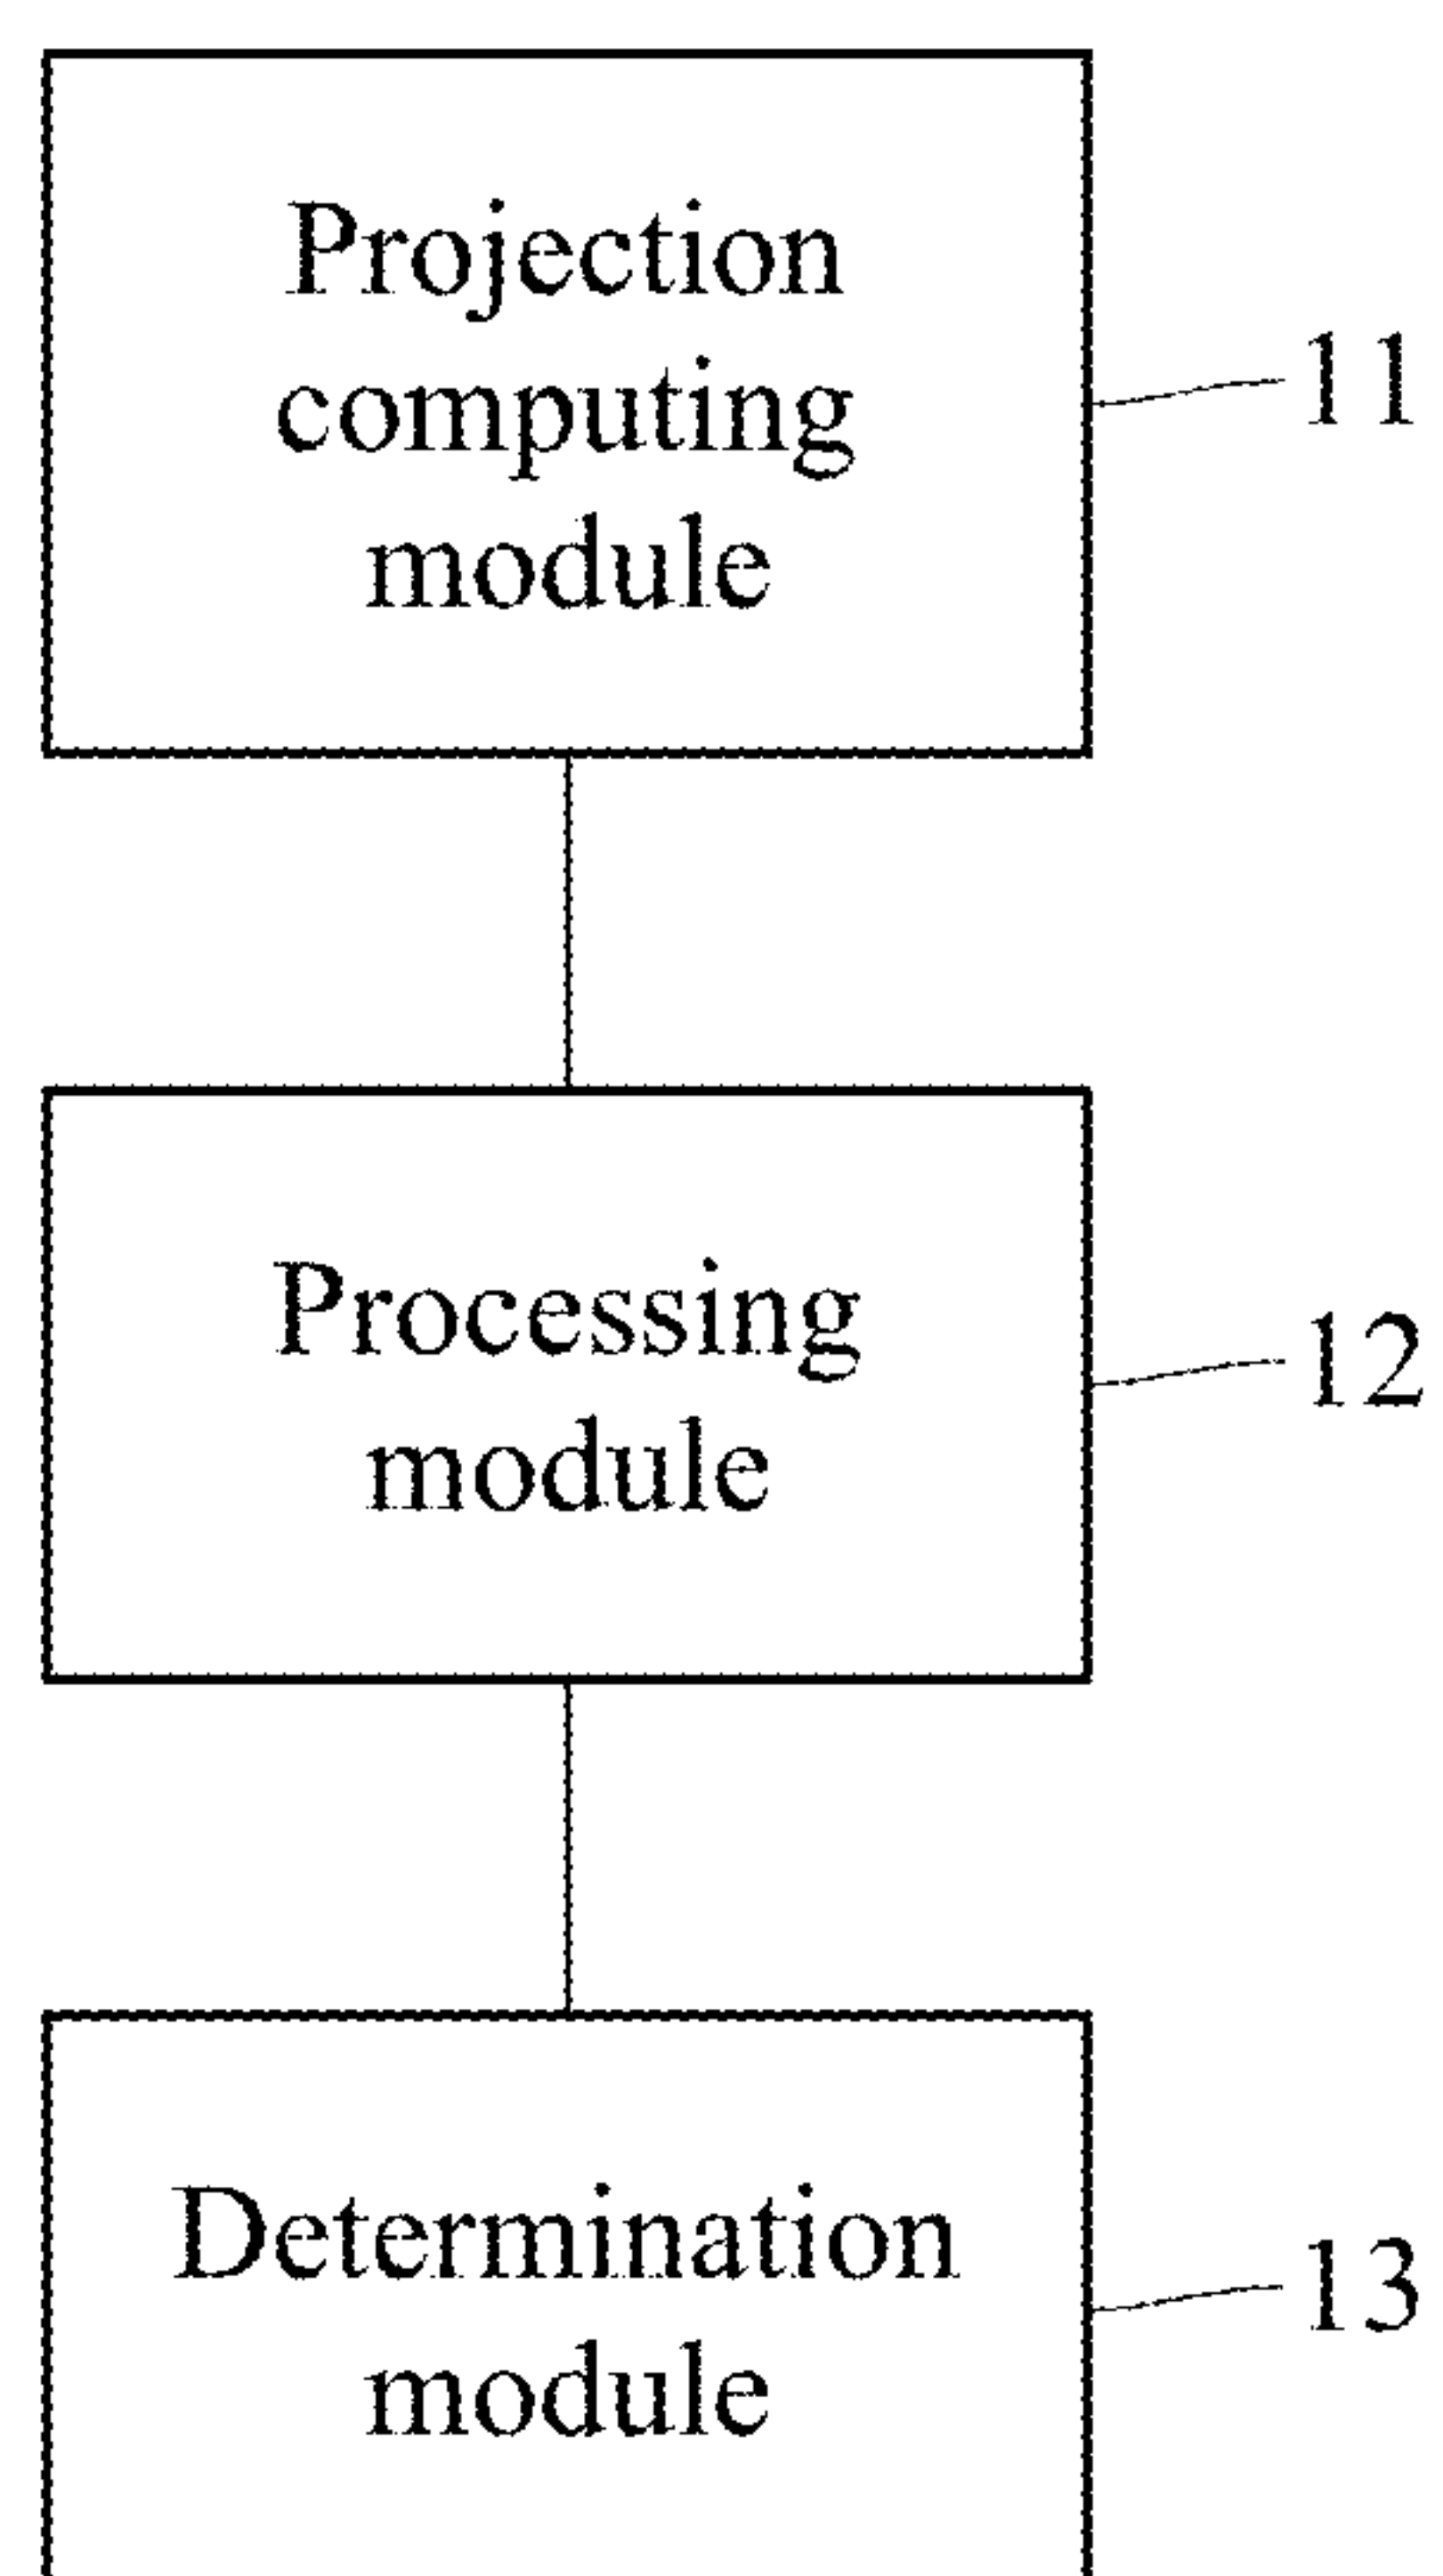 Projection
computing
module
11
Processing
module
12
Determination
module
13